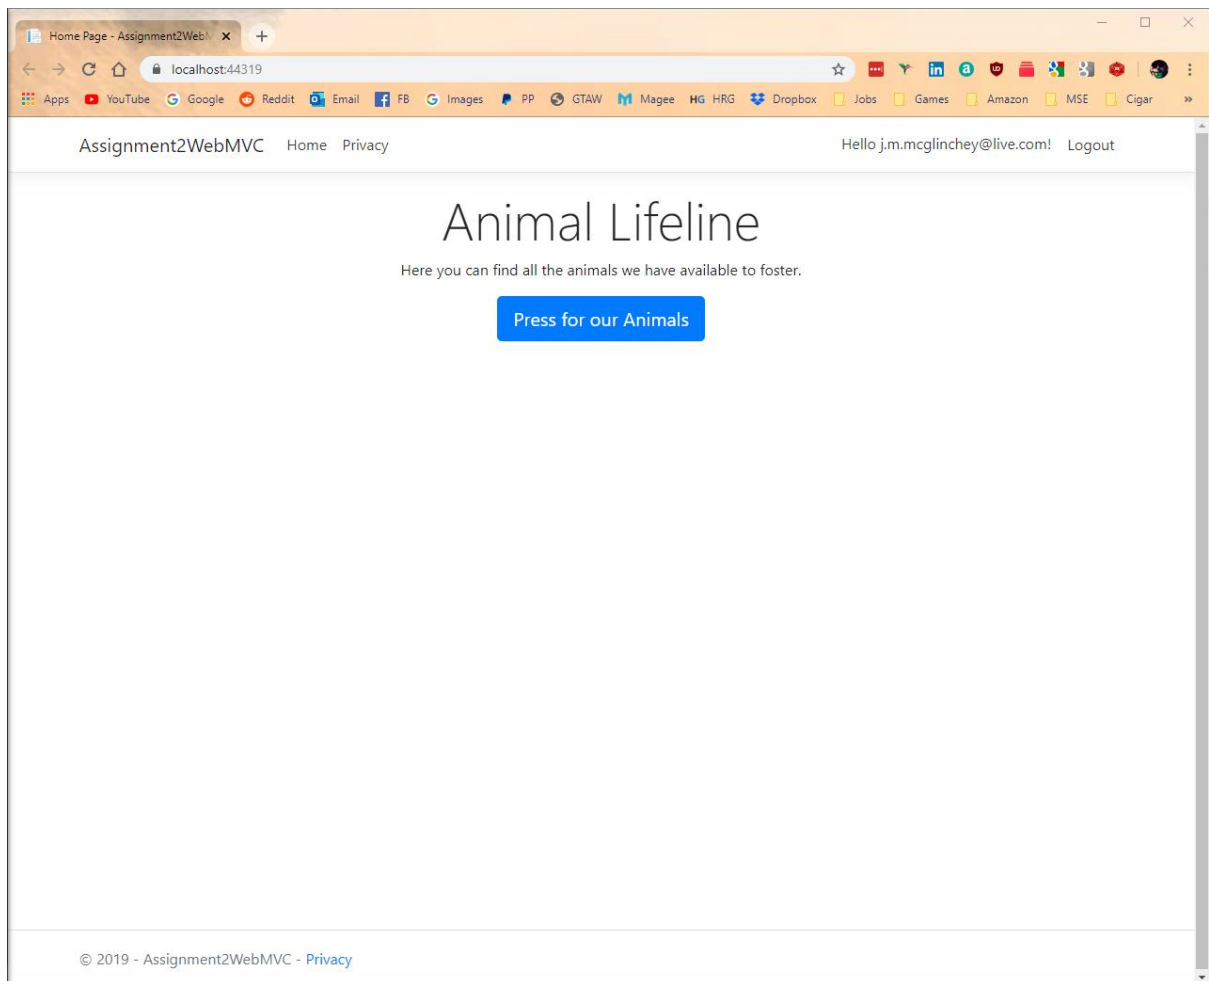 Home Page - Assignment2WebM
localhost:44319
Apps YouTube Google Reddit Email FB Images PP GTAW Magee HG HRG Dropbox Jobs Games Amazon MSE Cigar »
Assignment2WebMVC Home Privacy Hello j.m.mcglinchey@live.com! Logout
Animal Lifeline
Here you can find all the animals we have available to foster.
Press for our Animals
© 2019 - Assignment2WebMVC - Privacy